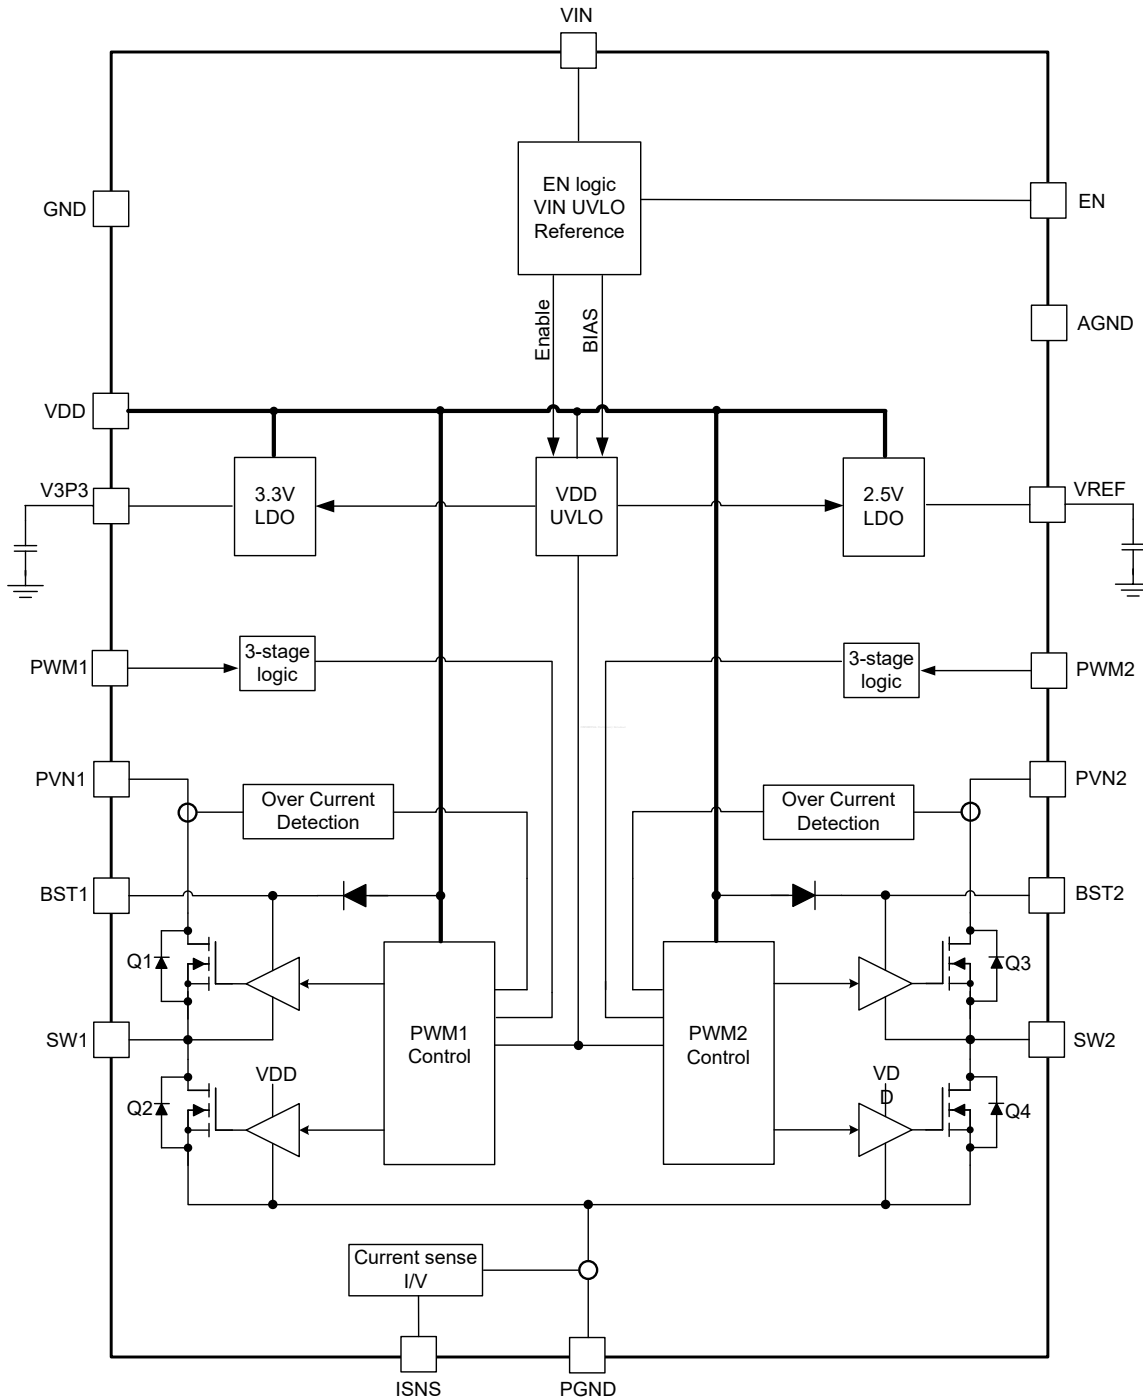 VIN
GND
EN logic
VIN UVLO
Reference
EN
Enable
BIAS
AGND
VDD
V3P3
3.3V
LDO
VDD
UVLO
2.5V
LDO
VREF
PWM1
3-stage
logic
3-stage
logic
PWM2
PVN1
Over Current
Detection
Over Current
Detection
PVN2
BST1
BST2
Q1
Q3
SW1
PWM1
Control
PWM2
Control
SW2
VDD
VD
D
Q2
Q4
Current sense
I/V
ISNS
PGND